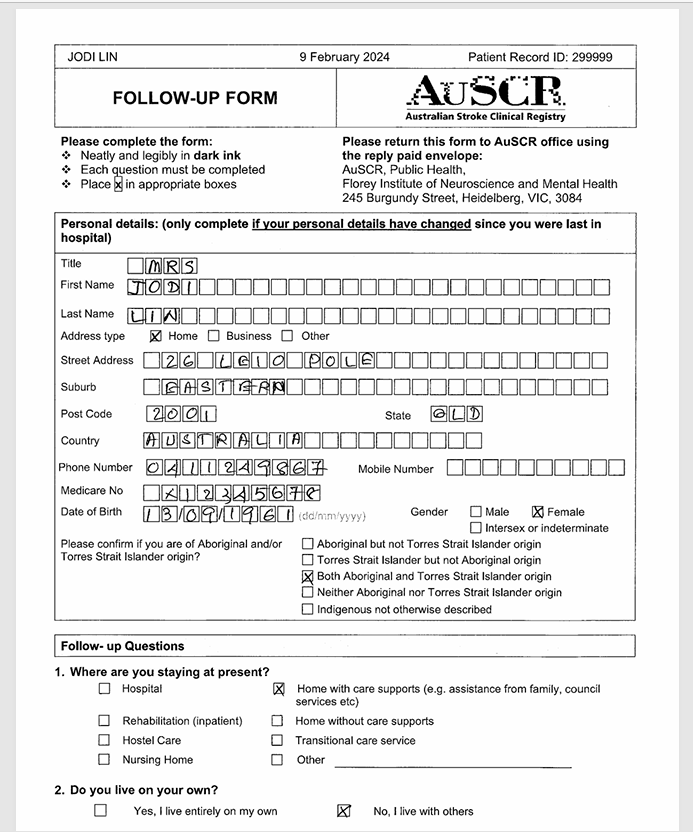 JODI LIN 9 February 2024 Patient Record ID: 299999
FOLLOW-UP FORM
AuSCR
Australian Stroke Clinical Registry
Please complete the form:
❖ Neatly and legibly in dark ink
❖ Each question must be completed
❖ Place ☒ in appropriate boxes
Please return this form to AuSCR office using
the reply paid envelope:
AuSCR, Public Health,
Florey Institute of Neuroscience and Mental Health
245 Burgundy Street, Heidelberg, VIC, 3084
Personal details: (only complete if your personal details have changed since you were last in
hospital)
Title MRS
First Name JODI
Last Name LIN
Address type ☒ Home ☐ Business ☐ Other
Street Address 26 LEIO POLE
Suburb EASTERN
Post Code 2001 State QLD
Country AUSTRALIA
Phone Number 0411249867 Mobile Number
Medicare No X12345678
Date of Birth 13/09/1961 (dd/mm/yyyy) Gender ☐ Male ☒ Female
☐ Intersex or indeterminate
Please confirm if you are of Aboriginal and/or
Torres Strait Islander origin?
☐ Aboriginal but not Torres Strait Islander origin
☐ Torres Strait Islander but not Aboriginal origin
☒ Both Aboriginal and Torres Strait Islander origin
☐ Neither Aboriginal nor Torres Strait Islander origin
☐ Indigenous not otherwise described
Follow- up Questions
1. Where are you staying at present?
☐ Hospital ☒ Home with care supports (e.g. assistance from family, council
services etc)
☐ Rehabilitation (inpatient) ☐ Home without care supports
☐ Hostel Care ☐ Transitional care service
☐ Nursing Home ☐ Other
2. Do you live on your own?
☐ Yes, I live entirely on my own ☒ No, I live with others